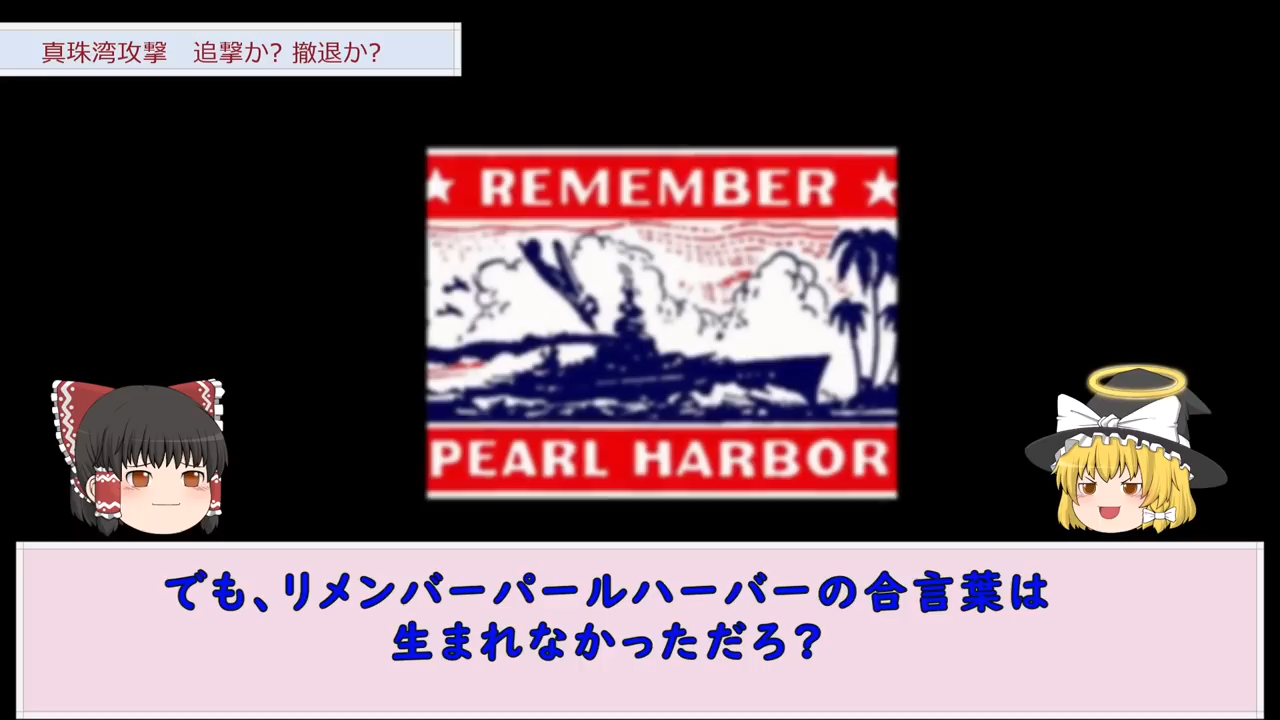 真珠湾攻撃　追撃か? 撤退か?
★ REMEMBER ★
PEARL HARBOR
でも、リメンバーパールハーバーの合言葉は
生まれなかっただろ?